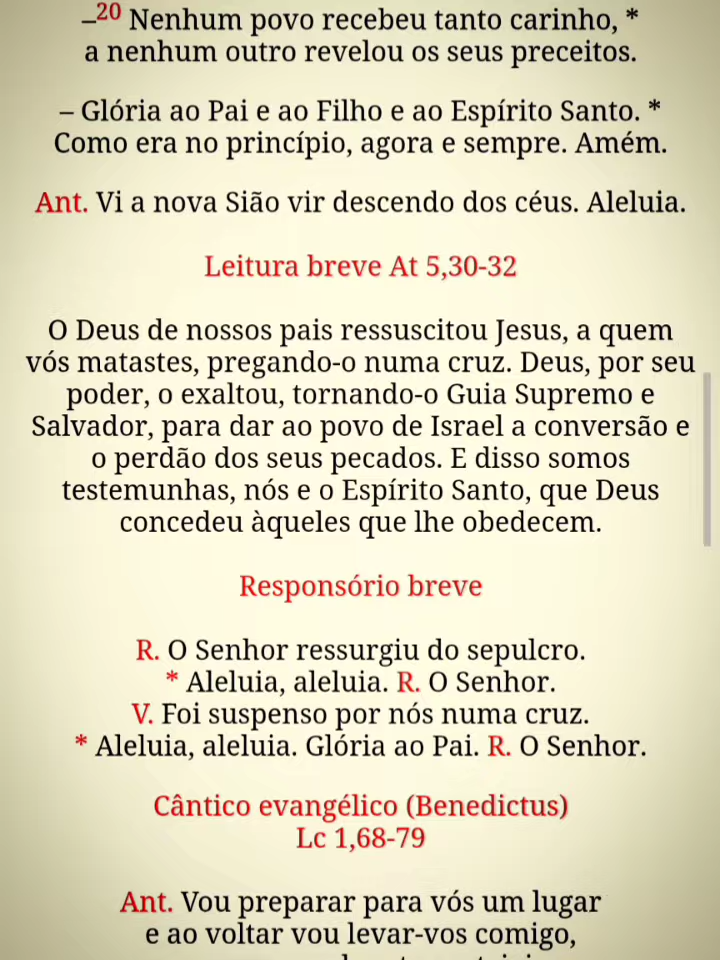 –20 Nenhum povo recebeu tanto carinho, *
a nenhum outro revelou os seus preceitos.
– Glória ao Pai e ao Filho e ao Espírito Santo. *
Como era no princípio, agora e sempre. Amém.
Ant. Vi a nova Sião vir descendo dos céus. Aleluia.
Leitura breve At 5,30-32
O Deus de nossos pais ressuscitou Jesus, a quem
vós matastes, pregando-o numa cruz. Deus, por seu
poder, o exaltou, tornando-o Guia Supremo e
Salvador, para dar ao povo de Israel a conversão e
o perdão dos seus pecados. E disso somos
testemunhas, nós e o Espírito Santo, que Deus
concedeu àqueles que lhe obedecem.
Responsório breve
R. O Senhor ressurgiu do sepulcro.
* Aleluia, aleluia. R. O Senhor.
V. Foi suspenso por nós numa cruz.
* Aleluia, aleluia. Glória ao Pai. R. O Senhor.
Cântico evangélico (Benedictus)
Lc 1,68-79
Ant. Vou preparar para vós um lugar
e ao voltar vou levar-vos comigo,